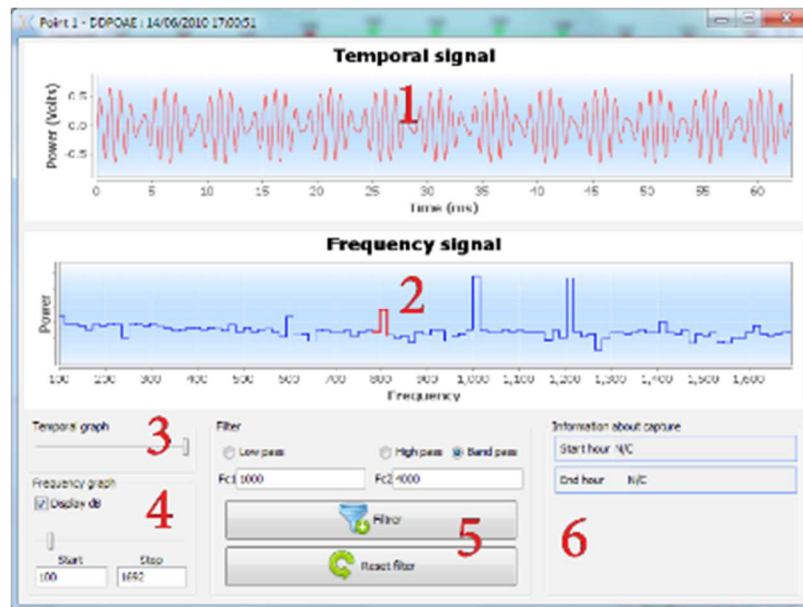 Point 1 - DDPOAE : 14/06/2010 17:00:51
Temporal signal
1
Power (Volts)
0.5
0.0
-0.5
0 5 10 15 20 25 30 35 40 45 50 55 60
Time (ms)
Frequency signal
2
Power
100 200 300 400 500 600 700 800 900 1,000 1,100 1,200 1,300 1,400 1,500 1,600
Frequency
Temporal graph
3
Frequency graph
Display dB
4
Start Stop
100 1692
Filter
Low pass High pass Band pass
Fc1 1000 Fc2 4000
Filtrer
5
Reset filter
Information about capture
Start hour N/C
End hour N/C
6